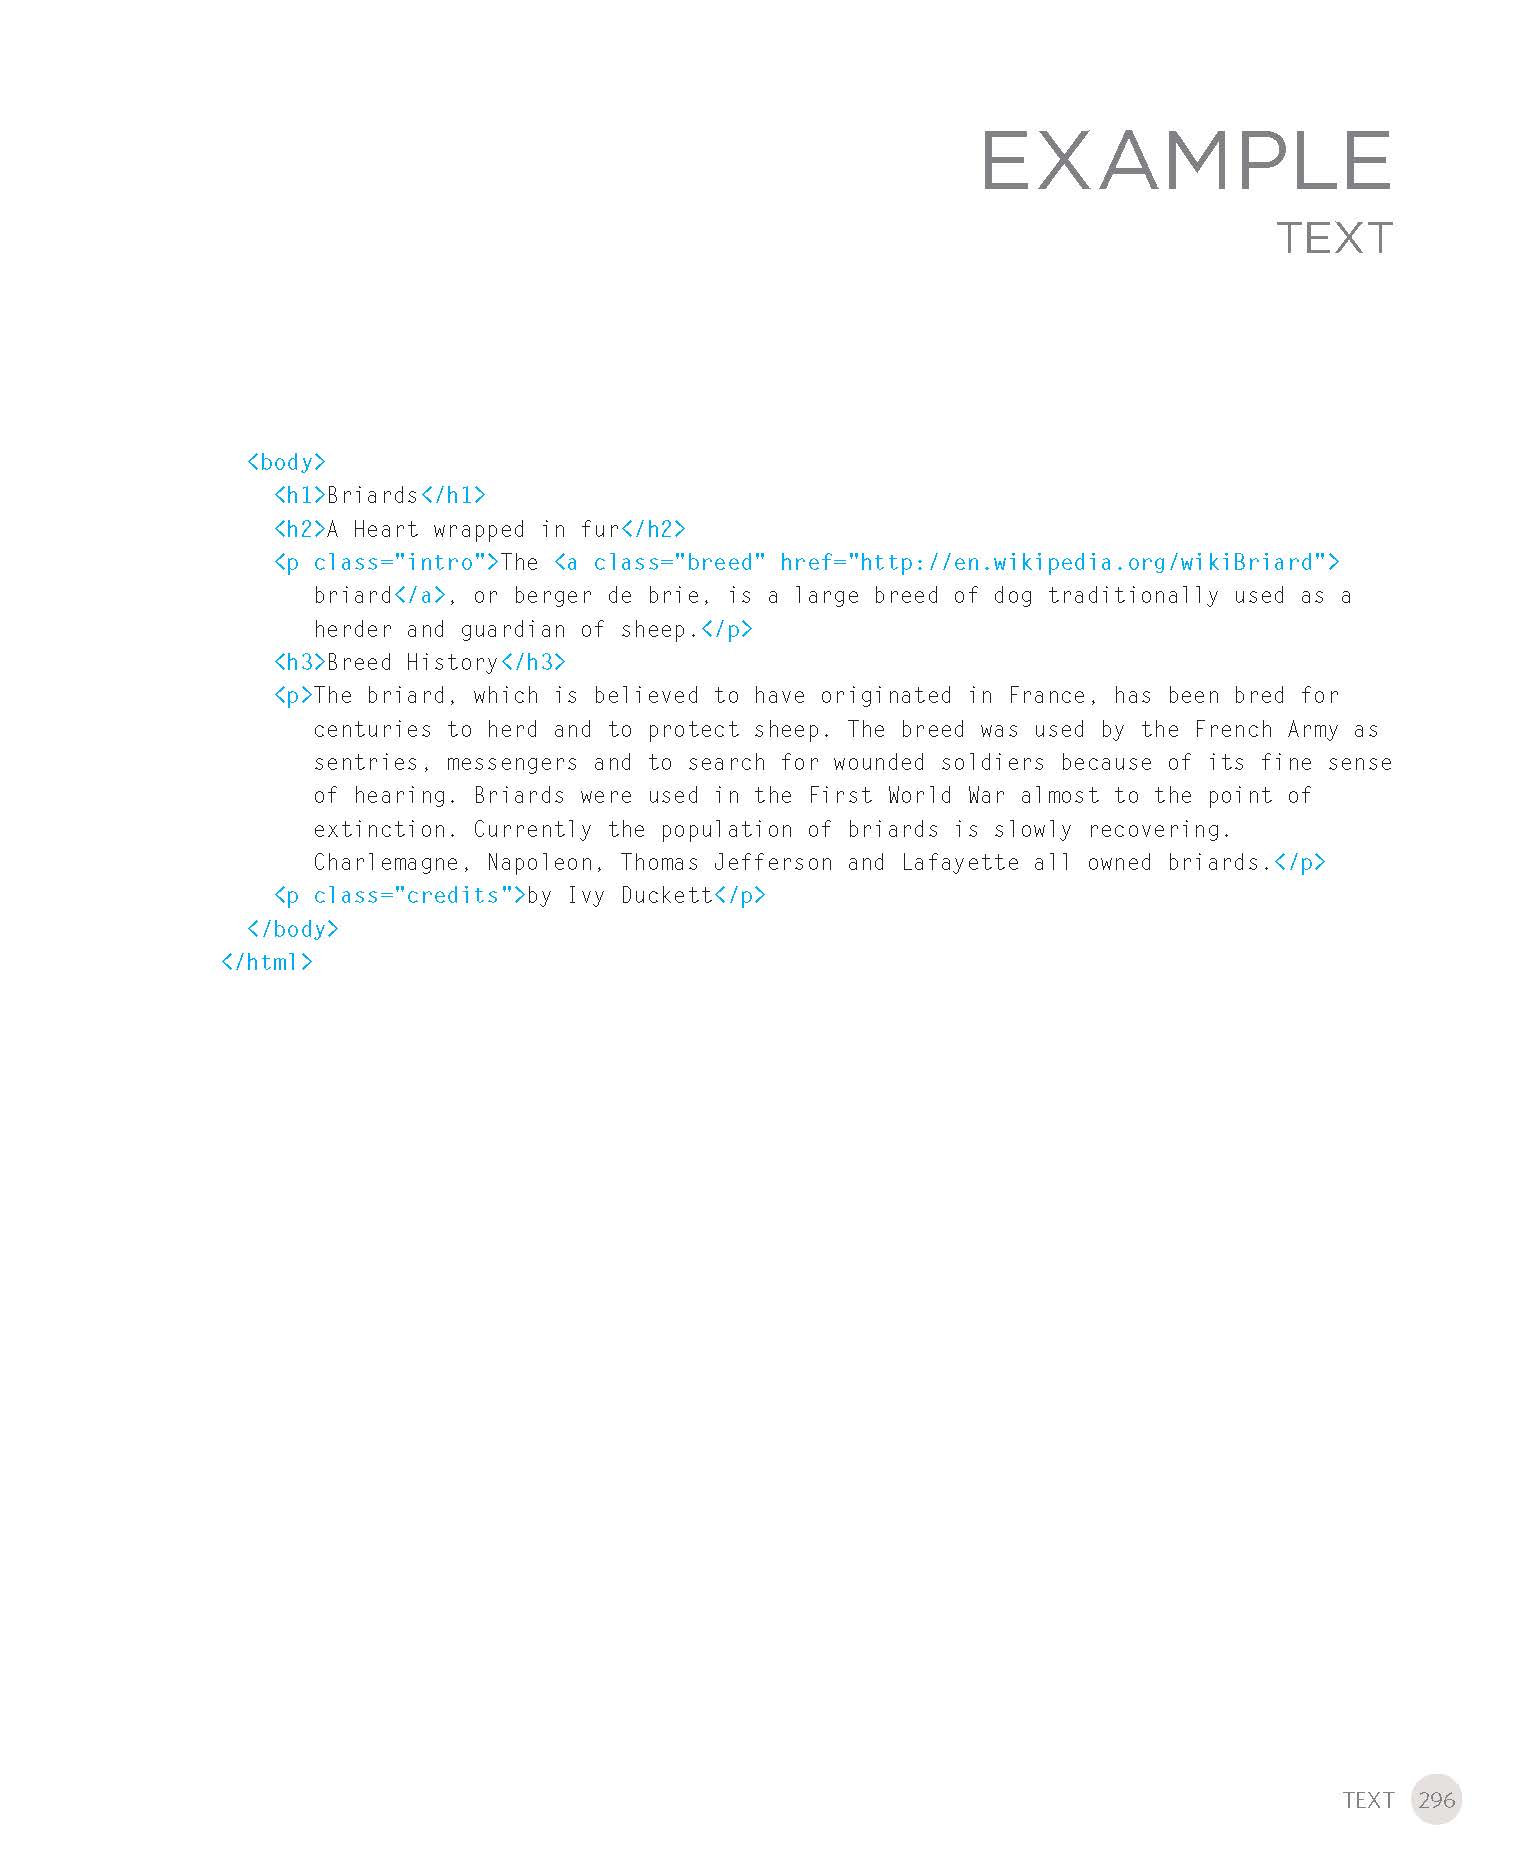 EXAMPLE
TEXT
<body>
<h1>Briards</h1>
<h2>A Heart wrapped in fur</h2>
<p class="intro">The <a class="breed" href="http://en.wikipedia.org/wikiBriard">
briard</a>, or berger de brie, is a large breed of dog traditionally used as a
herder and guardian of sheep.</p>
<h3>Breed History</h3>
<p>The briard, which is believed to have originated in France, has been bred for
centuries to herd and to protect sheep. The breed was used by the French Army as
sentries, messengers and to search for wounded soldiers because of its fine sense
of hearing. Briards were used in the First World War almost to the point of
extinction. Currently the population of briards is slowly recovering.
Charlemagne, Napoleon, Thomas Jefferson and Lafayette all owned briards.</p>
<p class="credits">by Ivy Duckett</p>
</body>
</html>
TEXT 296